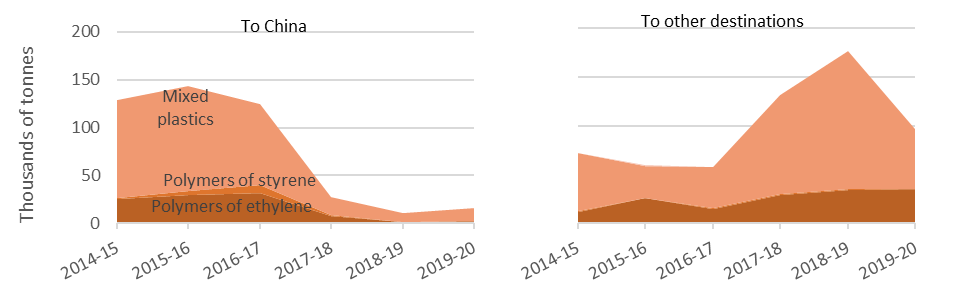 To China
To other destinations
Thousands of tonnes
200
150
100
50
0
Mixed
plastics
Polymers of styrene
Polymers of ethylene
2014-15
2015-16
2016-17
2017-18
2018-19
2019-20
2014-15
2015-16
2016-17
2017-18
2018-19
2019-20